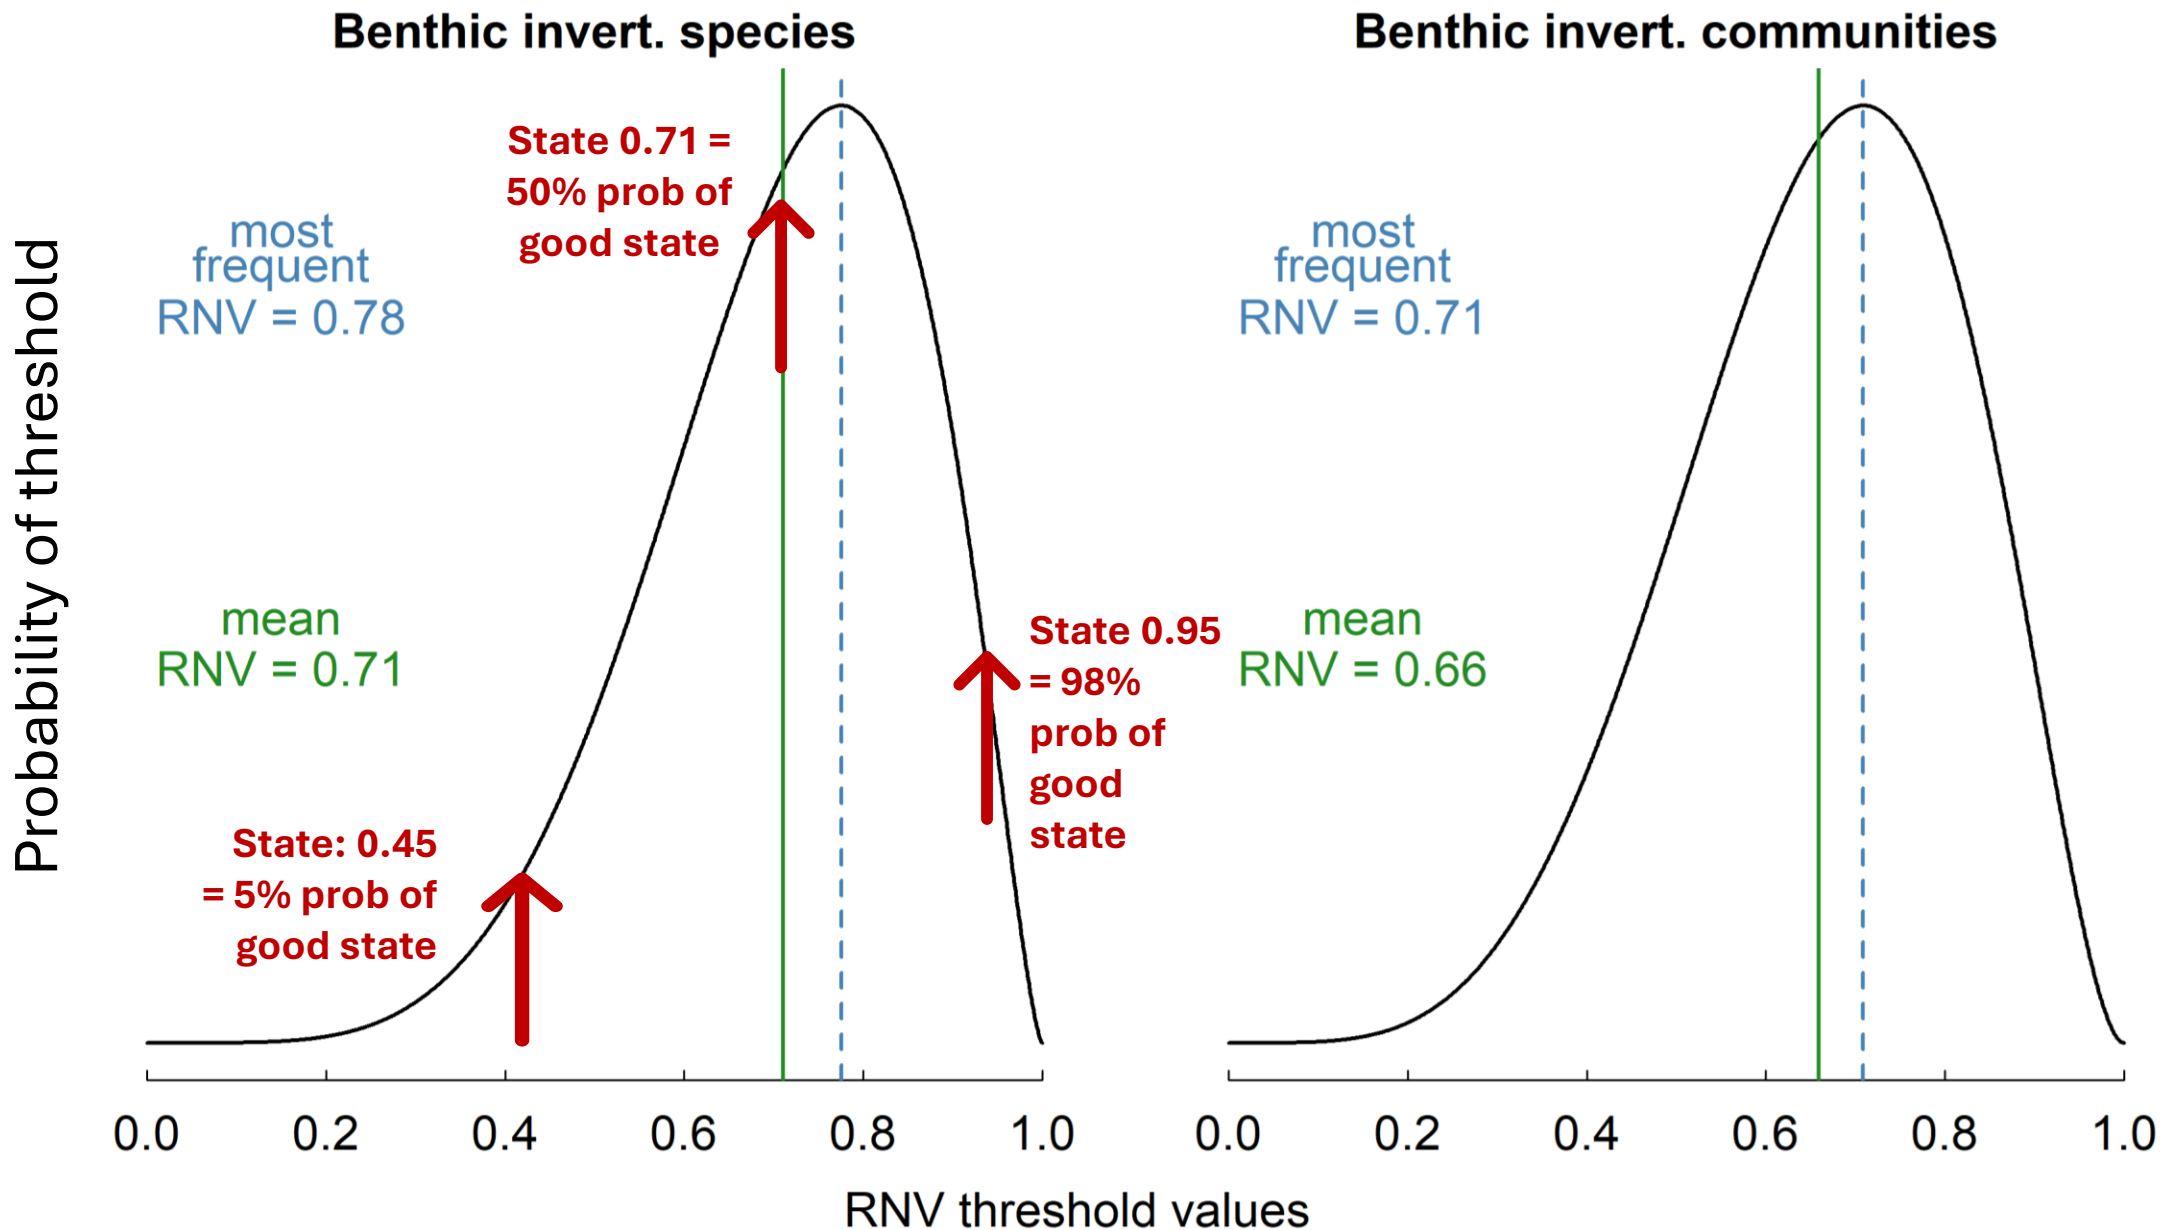 Benthic invert. species
Benthic invert. communities
Probability of threshold
State 0.71 =
50% prob of
good state
most
frequent
RNV = 0.78
mean
RNV = 0.71
State: 0.45
= 5% prob of
good state
State 0.95
= 98%
prob of
good
state
most
frequent
RNV = 0.71
mean
RNV = 0.66
0.0 0.2 0.4 0.6 0.8 1.0
0.0 0.2 0.4 0.6 0.8 1.0
RNV threshold values